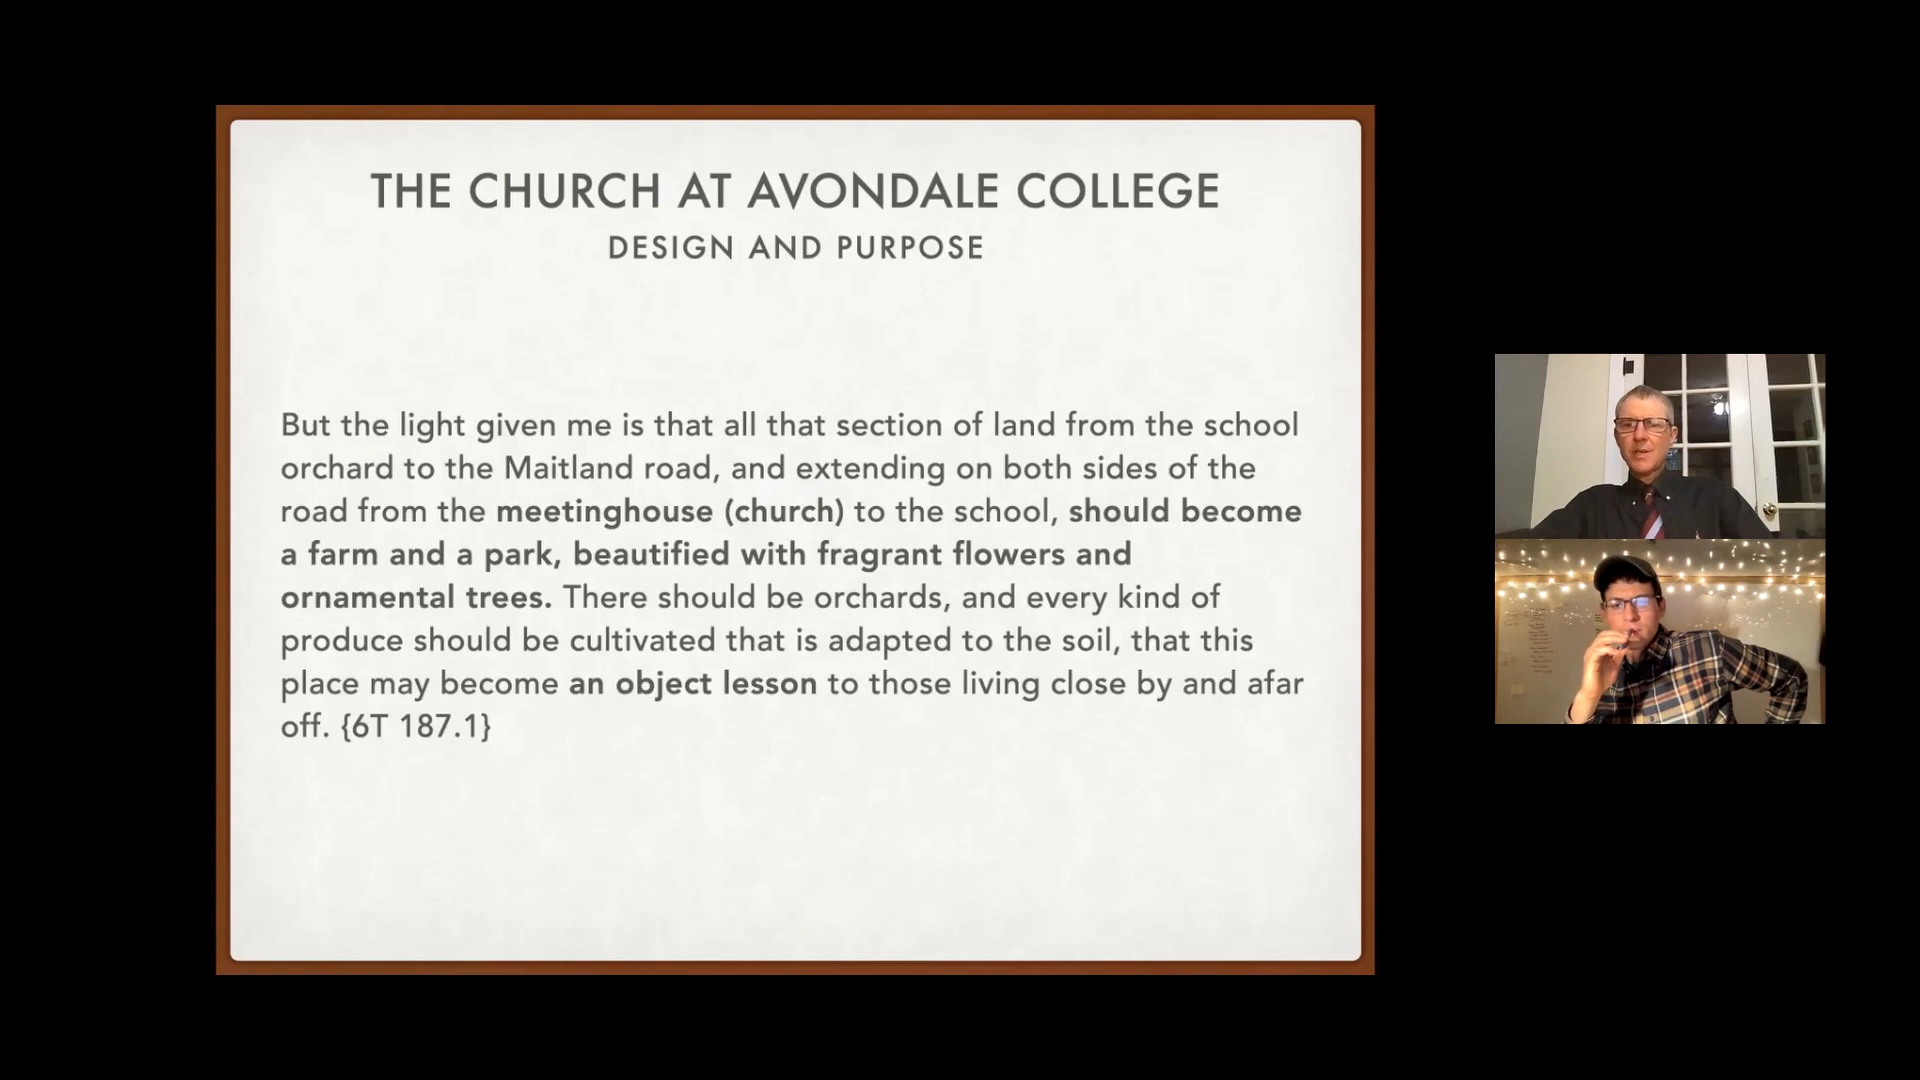 THE CHURCH AT AVONDALE COLLEGE
DESIGN AND PURPOSE
But the light given me is that all that section of land from the school
orchard to the Maitland road, and extending on both sides of the
road from the meetinghouse (church) to the school, should become
a farm and a park, beautified with fragrant flowers and
ornamental trees. There should be orchards, and every kind of
produce should be cultivated that is adapted to the soil, that this
place may become an object lesson to those living close by and afar
off. {6T 187.1}